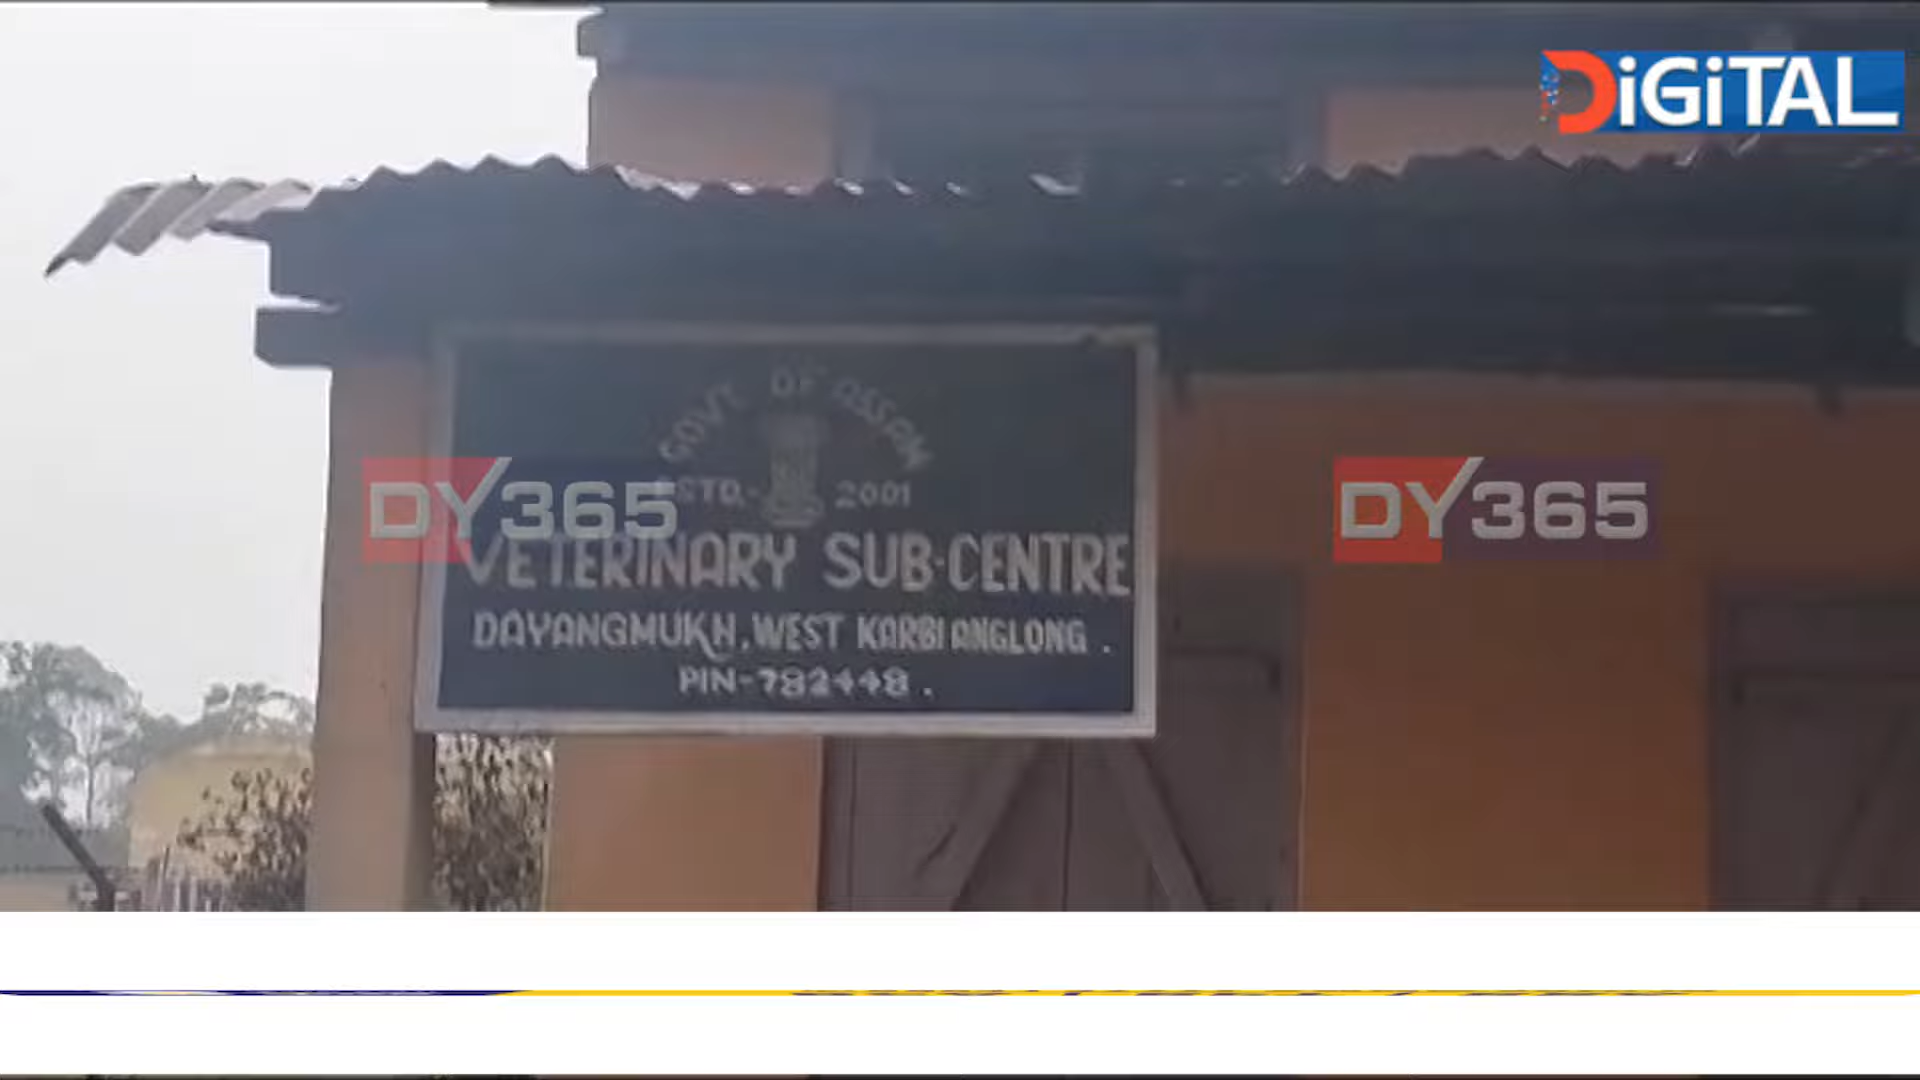 DiGiTAL
GOVT. OF ASSAM
ESTD.- 2001
DY365
DY365
VETERINARY SUB-CENTRE
DAYANGMUKH, WEST KARBI ANGLONG .
PIN-782448 .